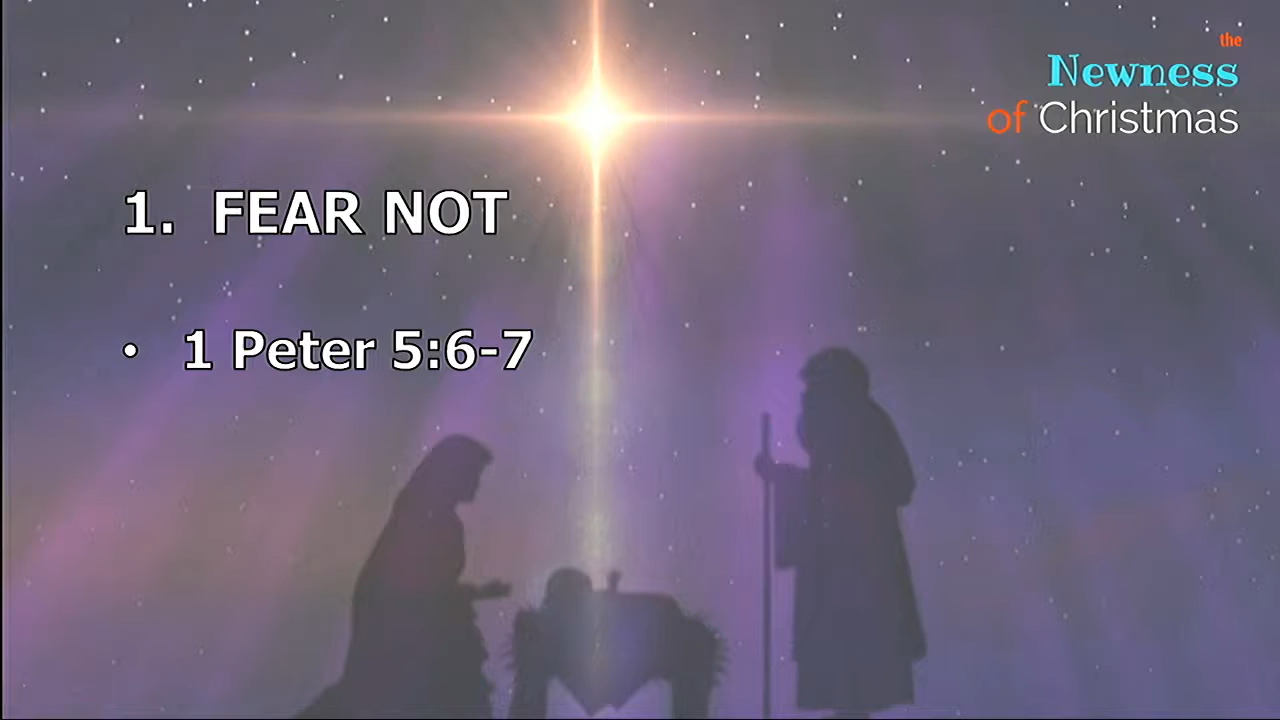 the
Newness
of Christmas
1. FEAR NOT
• 1 Peter 5:6-7